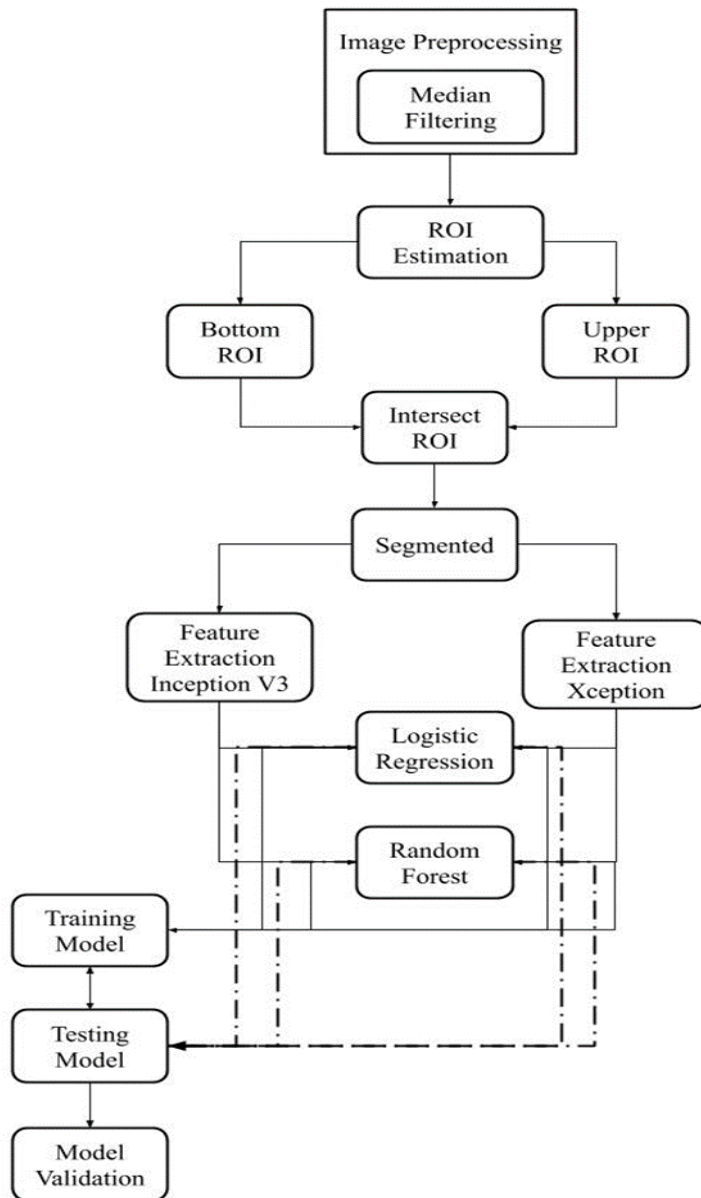 Image Preprocessing
Median
Filtering
ROI
Estimation
Bottom
ROI
Upper
ROI
Intersect
ROI
Segmented
Feature
Extraction
Inception V3
Feature
Extraction
Xception
Logistic
Regression
Random
Forest
Training
Model
Testing
Model
Model
Validation